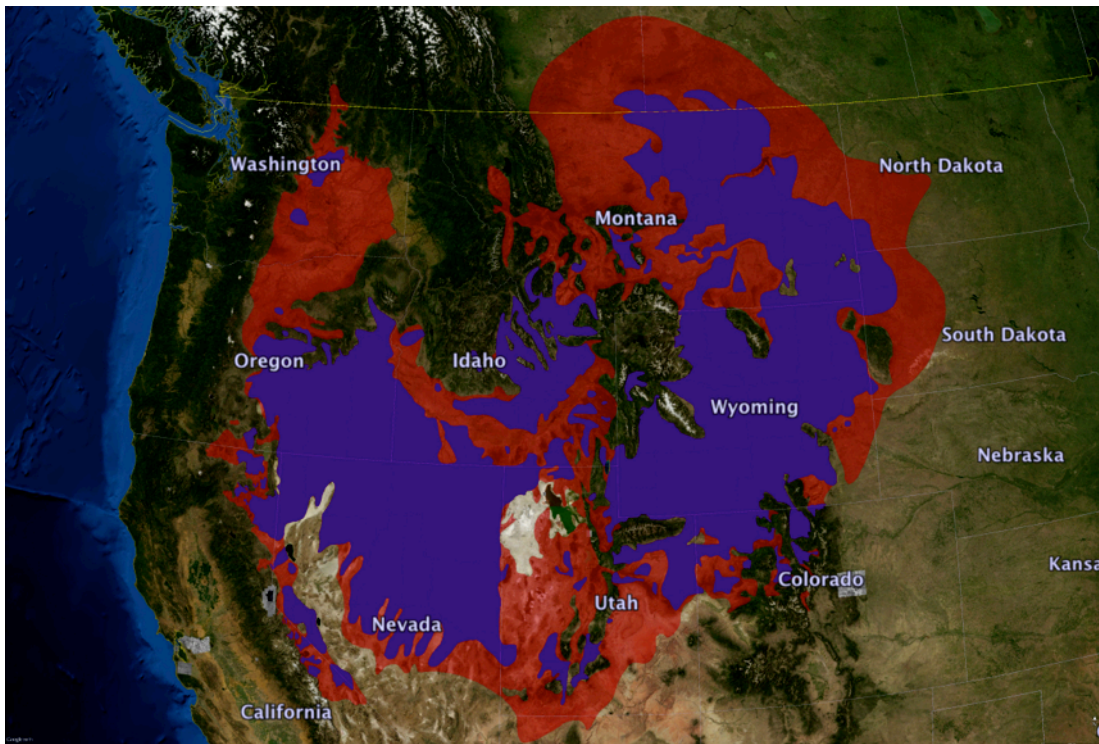 Washington
North Dakota
Montana
South Dakota
Oregon
Idaho
Wyoming
Nebraska
Kansa
Colorado
Utah
Nevada
California